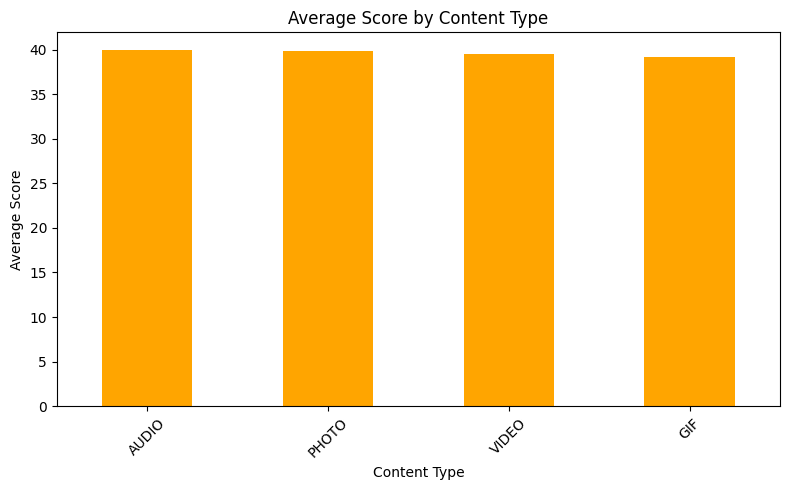 Average Score by Content Type
Average Score
40
35
30
25
20
15
10
5
0
AUDIO
PHOTO
VIDEO
GIF
Content Type